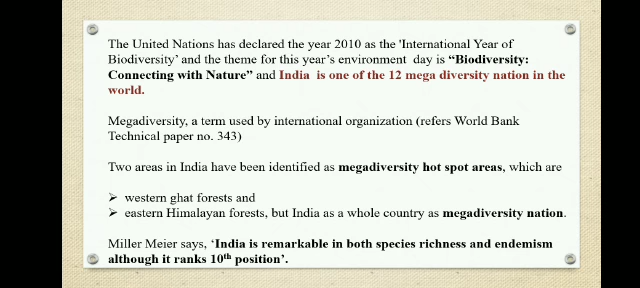 The United Nations has declared the year 2010 as the 'International Year of
Biodiversity' and the theme for this year's environment day is “Biodiversity:
Connecting with Nature” and India is one of the 12 mega diversity nation in the
world.
Megadiversity, a term used by international organization (refers World Bank
Technical paper no. 343)
Two areas in India have been identified as megadiversity hot spot areas, which are
➢ western ghat forests and
➢ eastern Himalayan forests, but India as a whole country as megadiversity nation.
Miller Meier says, ‘India is remarkable in both species richness and endemism
although it ranks 10th position’.